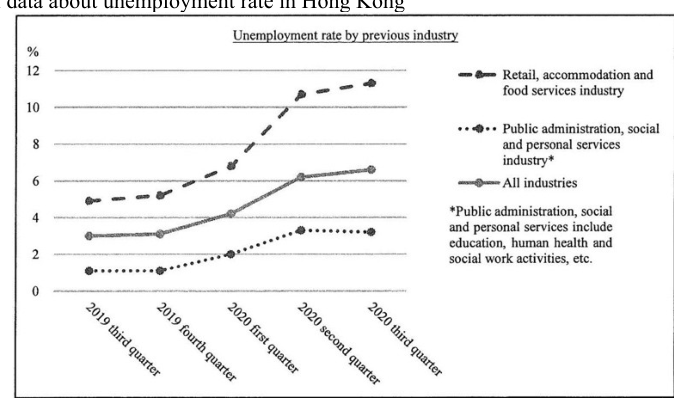 data about unemployment rate in Hong Kong
Unemployment rate by previous industry
%
12
10
8
6
4
2
0
2019 third quarter
2019 fourth quarter
2020 first quarter
2020 second quarter
2020 third quarter
Retail, accommodation and
food services industry
Public administration, social
and personal services
industry*
All industries
*Public administration, social
and personal services include
education, human health and
social work activities, etc.